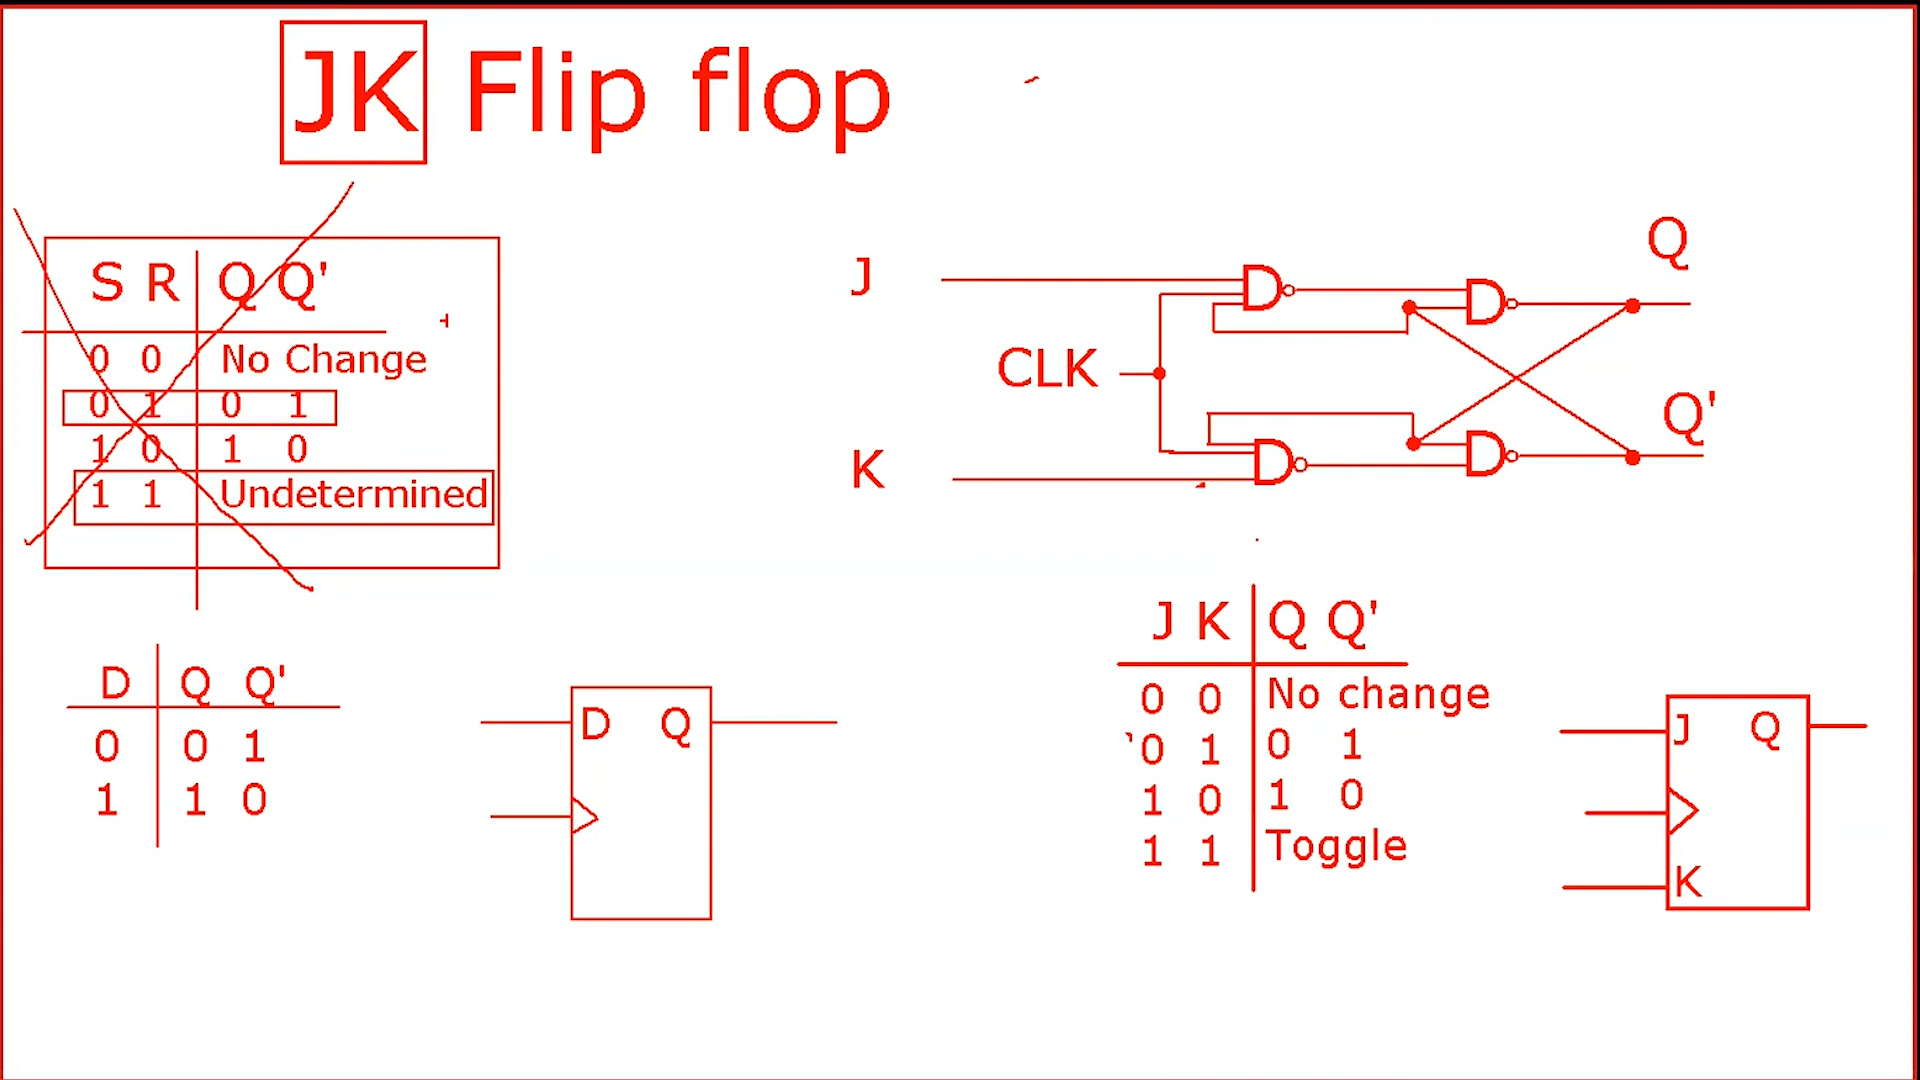 JK Flip flop
S R Q Q'
0 0 No Change
0 1 0 1
1 0 1 0
1 1 Undetermined
J
CLK
K
Q
Q'
D Q Q'
0 0 1
1 1 0
D Q
J K Q Q'
0 0 No change
0 1 0 1
1 0 1 0
1 1 Toggle
J Q
K